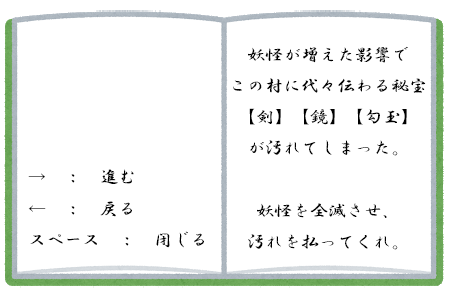 →　：　進む
←　：　戻る
スペース　：　閉じる
妖怪が増えた影響で
この村に代々伝わる秘宝
【剣】【鏡】【勾玉】
が汚れてしまった。
妖怪を全滅させ、
汚れを払ってくれ。